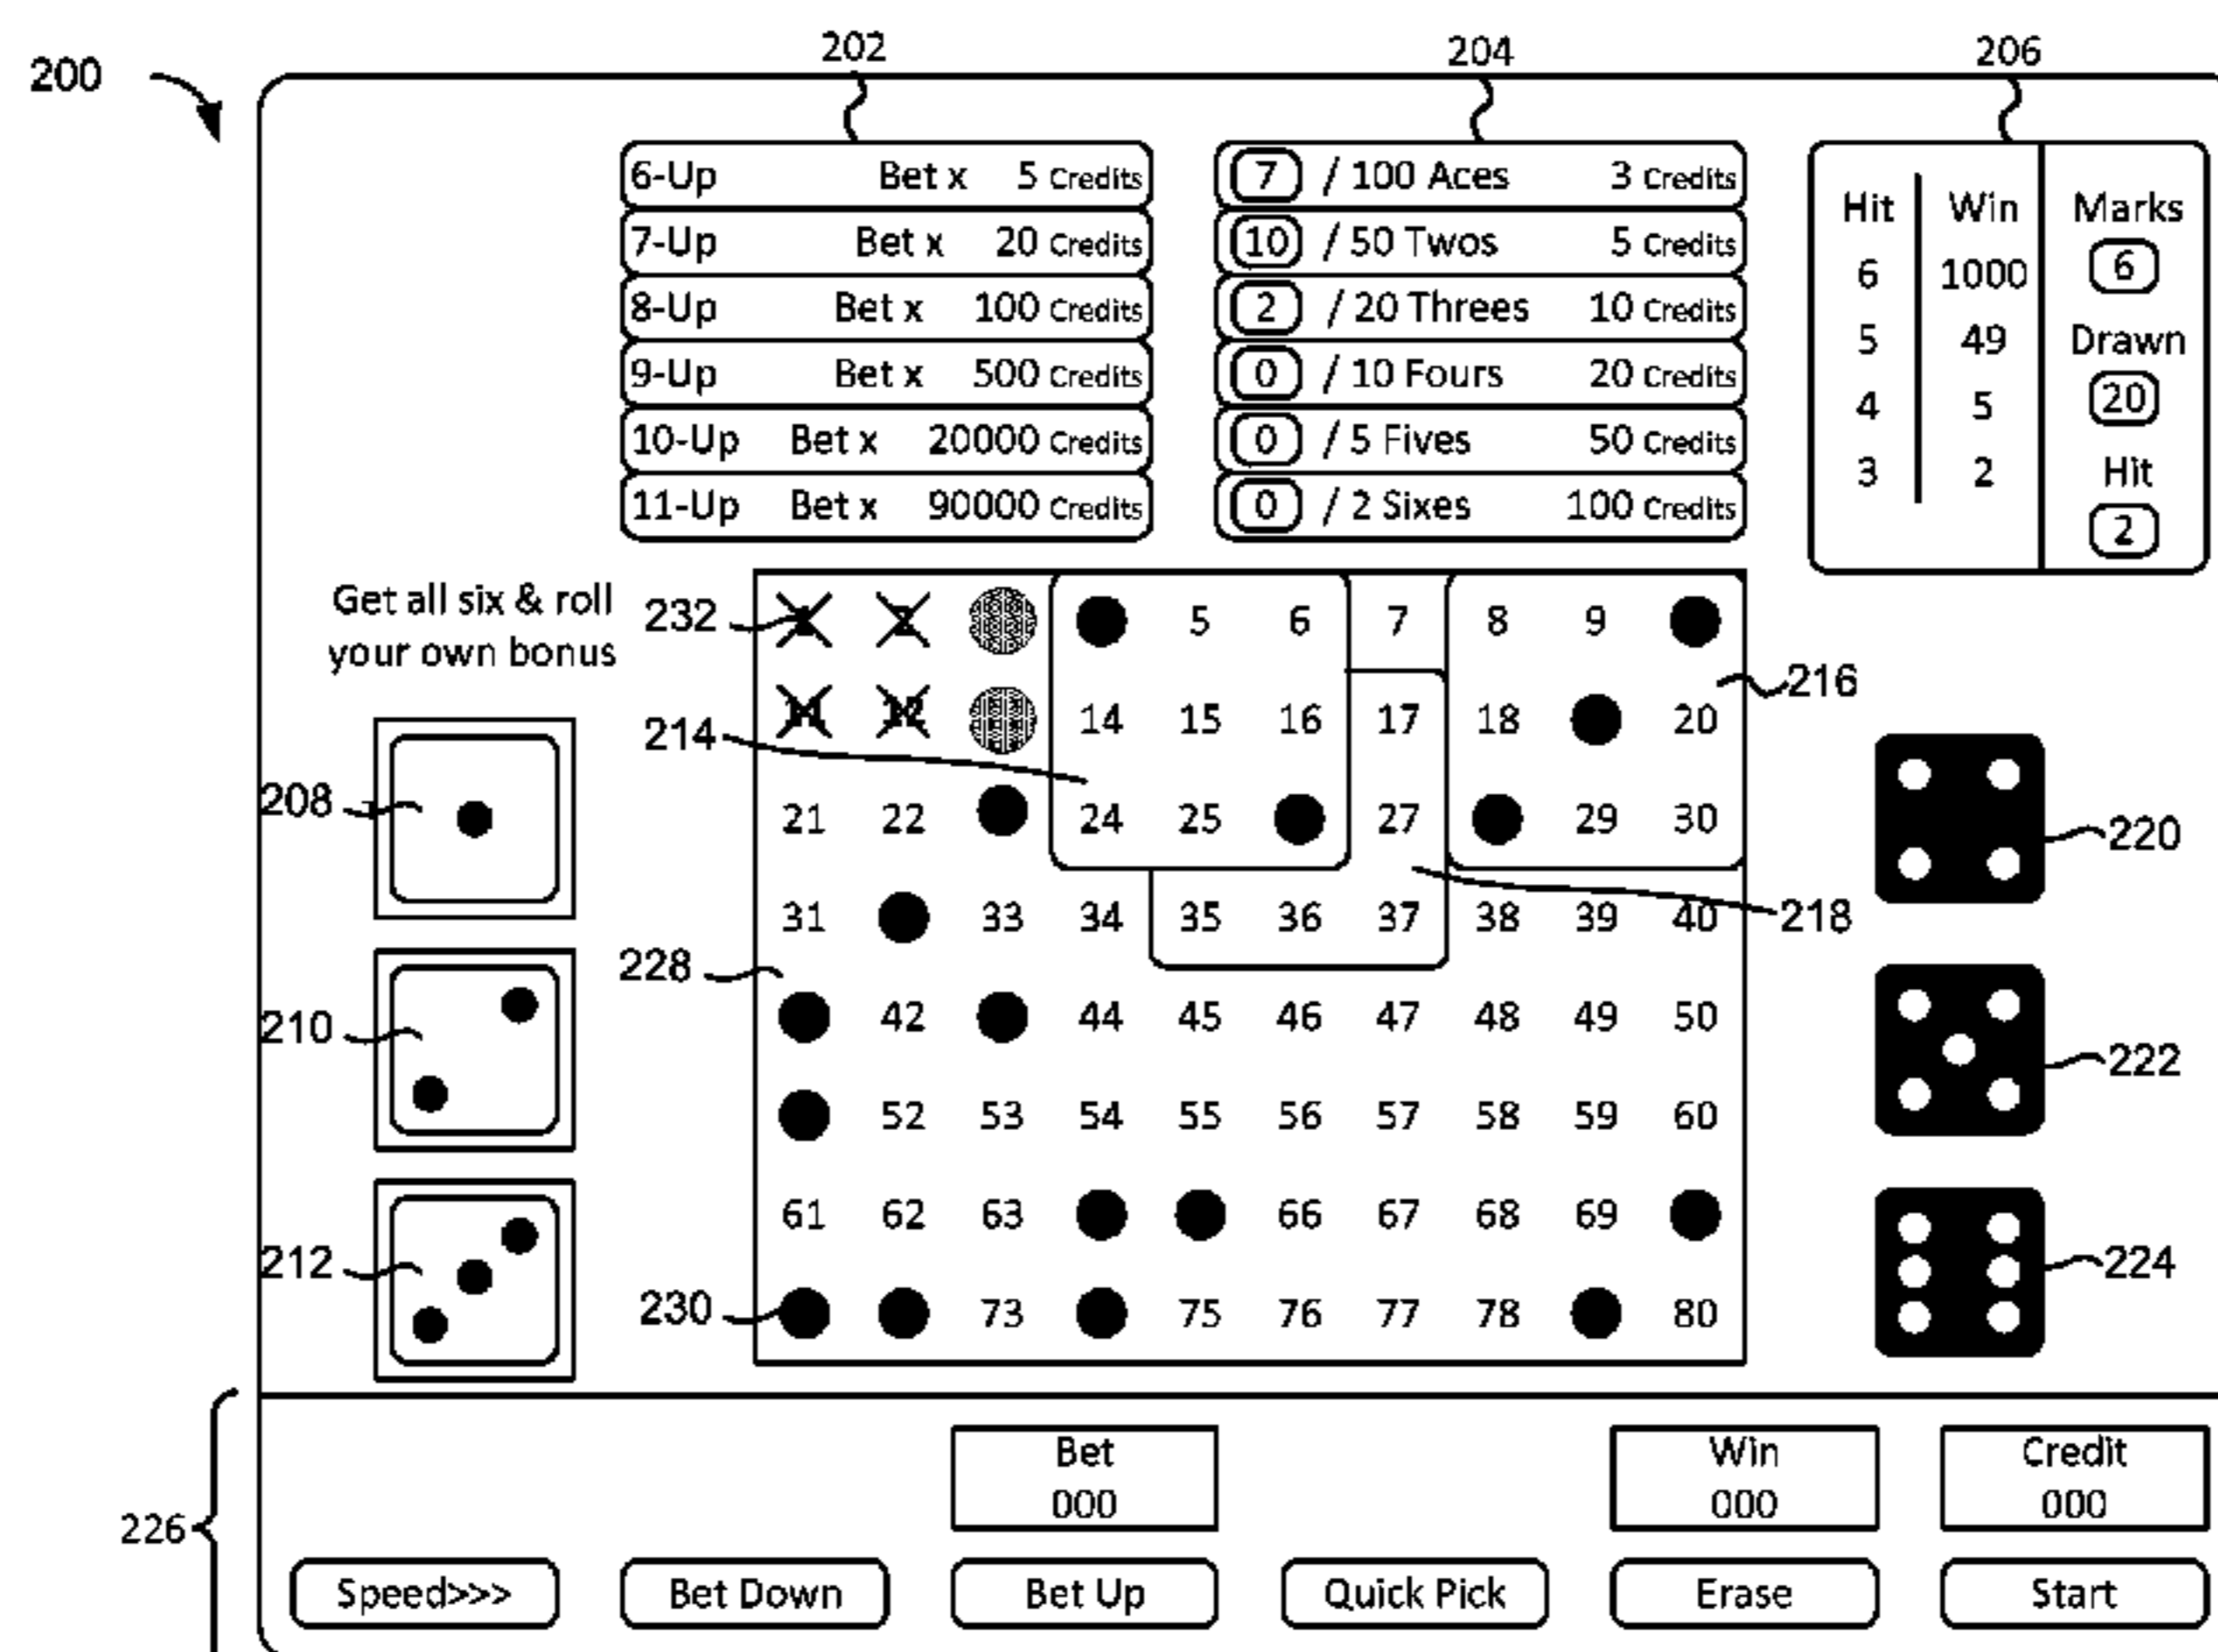 200
202
204
206
6-Up Bet x 5 Credits
7-Up Bet x 20 Credits
8-Up Bet x 100 Credits
9-Up Bet x 500 Credits
10-Up Bet x 20000 Credits
11-Up Bet x 90000 Credits
7 / 100 Aces 3 Credits
10 / 50 Twos 5 Credits
2 / 20 Threes 10 Credits
0 / 10 Fours 20 Credits
0 / 5 Fives 50 Credits
0 / 2 Sixes 100 Credits
Hit Win
6 1000
5 49
4 5
3 2
Marks
6
Drawn
20
Hit
2
Get all six & roll
your own bonus
208
210
212
232
214
228
230
5 6 7 8 9
11 12 14 15 16 17 18 20
21 22 24 25 27 29 30
31 33 34 35 36 37 38 39 40
42 44 45 46 47 48 49 50
52 53 54 55 56 57 58 59 60
61 62 63 66 67 68 69
73 75 76 77 78 80
216
218
220
222
224
226
Bet
000
Win
000
Credit
000
Speed>>> Bet Down Bet Up Quick Pick Erase Start